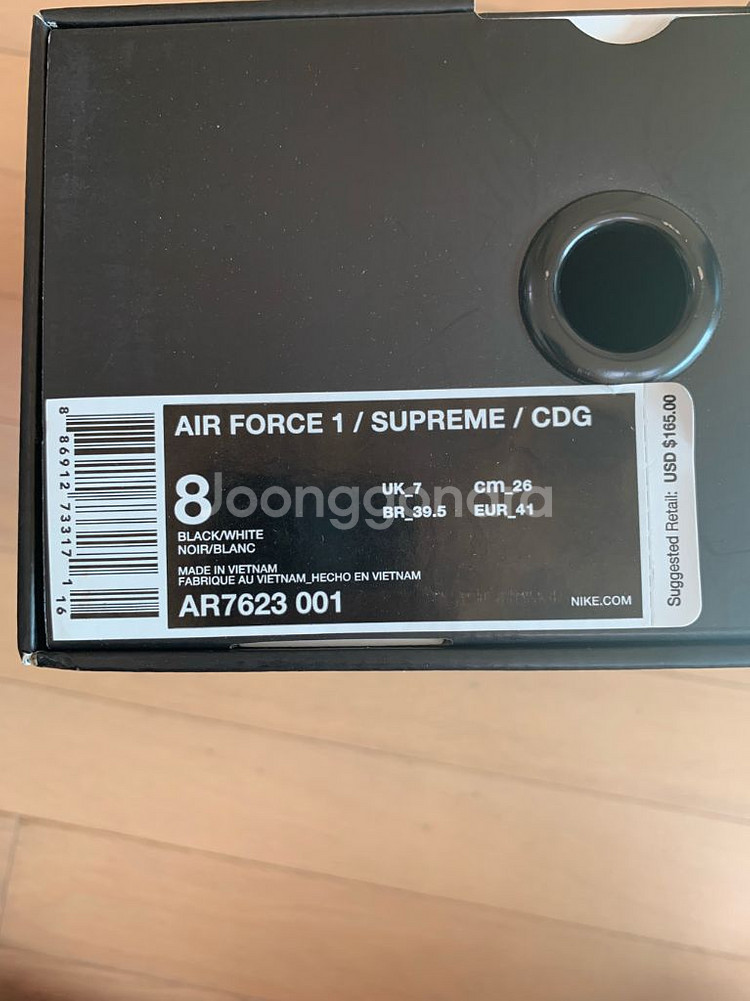 AIR FORCE 1 / SUPREME / CDG
8
UK_7 cm_26
BR_39.5 EUR_41
Joonggonara
BLACK/WHITE
NOIR/BLANC
MADE IN VIETNAM
FABRIQUE AU VIETNAM_HECHO EN VIETNAM
AR7623 001
NIKE.COM
8 86912 73317 1 16
Suggested Retail: USD $165.00